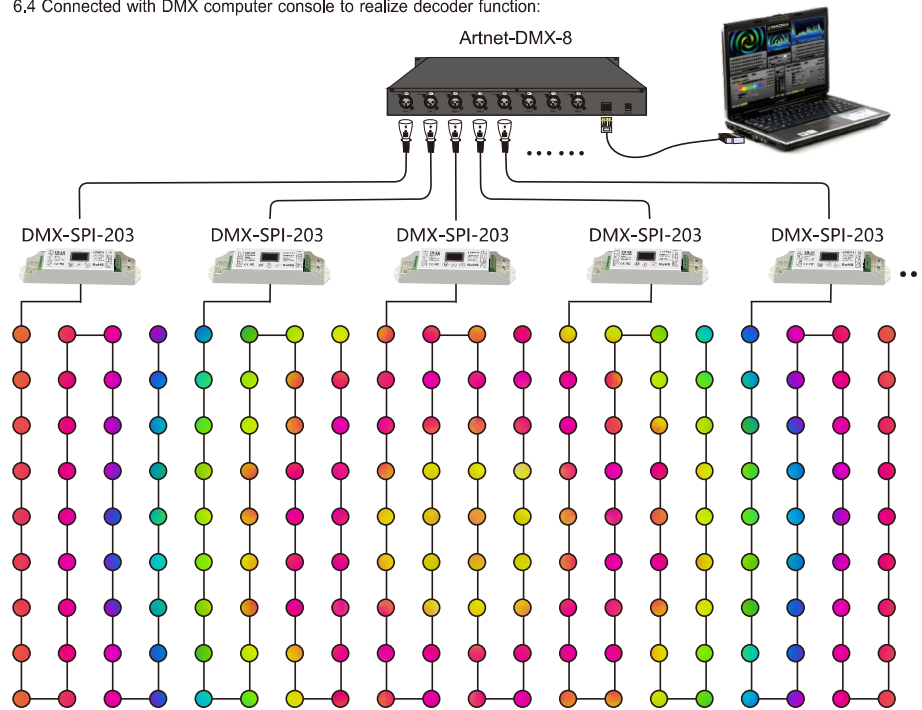 6.4 Connected with DMX computer console to realize decoder function:
Artnet-DMX-8
DMX-SPI-203
DMX-SPI-203
DMX-SPI-203
DMX-SPI-203
DMX-SPI-203